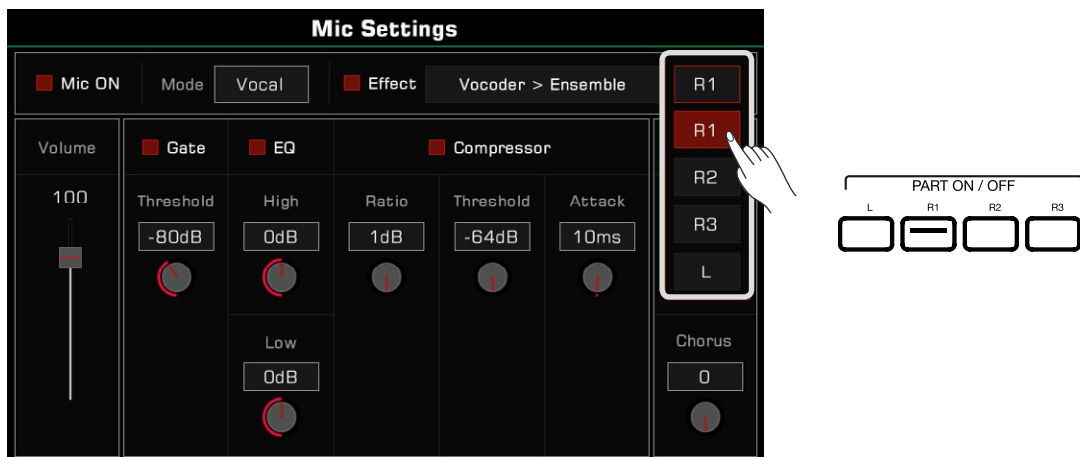 Mic Settings
Mic ON Mode Vocal Effect Vocoder > Ensemble R1
R1
R2
R3
L
Volume Gate EQ Compressor
100 Threshold High Ratio Threshold Attack
-80dB 0dB 1dB -64dB 10ms
Low Chorus
0dB 0
PART ON / OFF
L R1 R2 R3